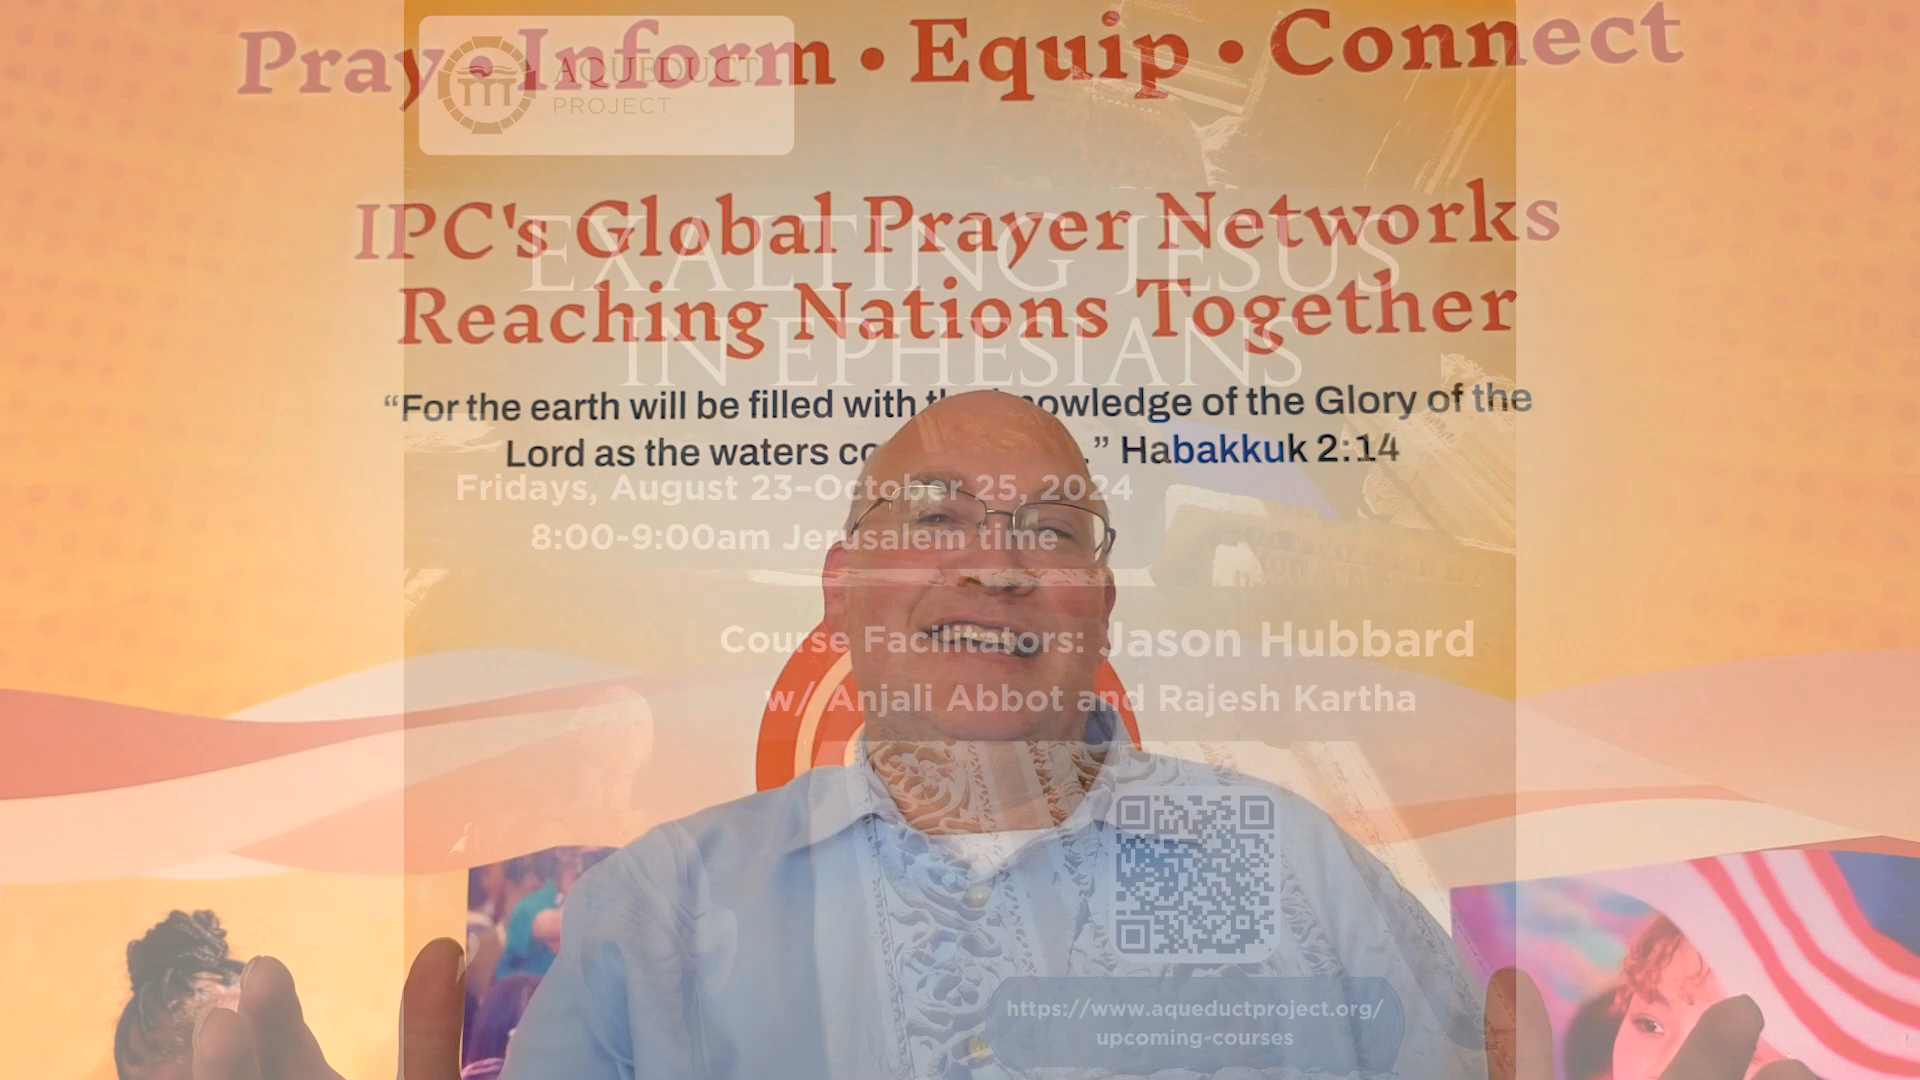 Pray • Inform • Equip • Connect
AQUEDUCT
PROJECT
IPC's Global Prayer Networks
Reaching Nations Together
EXALTING JESUS
IN EPHESIANS
“For the earth will be filled with knowledge of the Glory of the
Lord as the waters .” Habakkuk 2:14
Fridays, August 23–October 25, 2024
8:00-9:00am Jerusalem time
Course Facilitators: Jason Hubbard
w/ Anjali Abbot and Rajesh Kartha
https://www.aqueductproject.org/
upcoming-courses